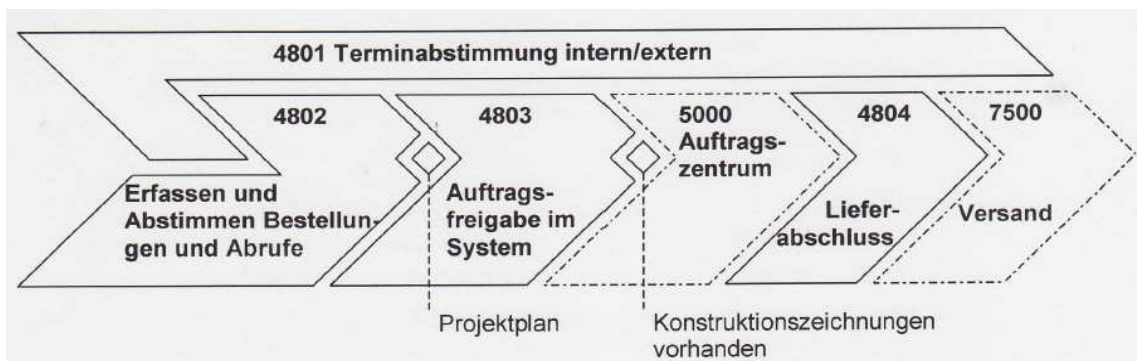 4801 Terminabstimmung intern/extern
4802
Erfassen und
Abstimmen Bestellun-
gen und Abrufe
4803
Auftrags-
freigabe im
System
5000
Auftrags-
zentrum
4804
Liefer-
abschluss
7500
Versand
Projektplan
Konstruktionszeichnungen
vorhanden